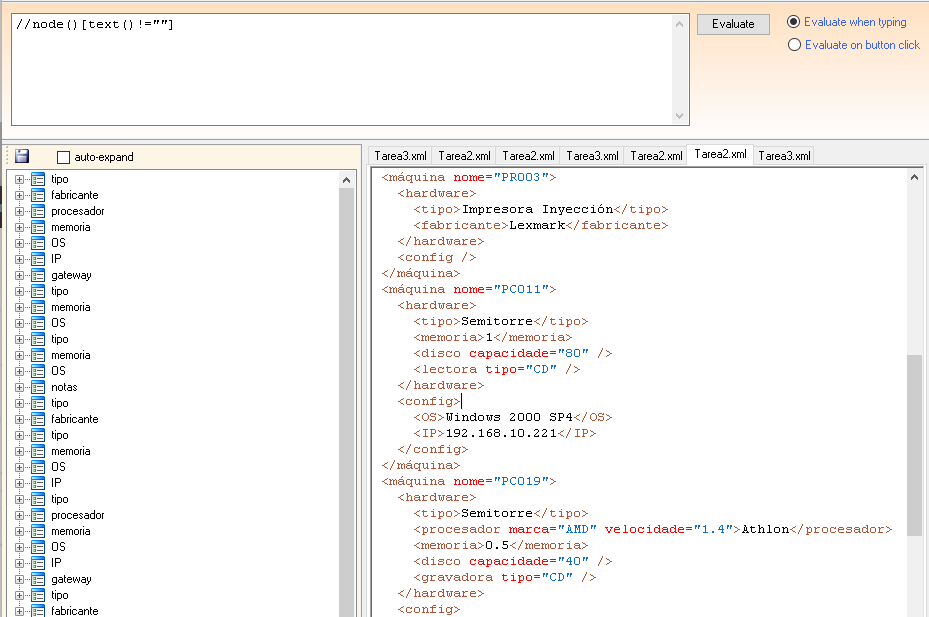 //node()[text()!=""]
Evaluate
Evaluate when typing
Evaluate on button click
auto-expand
tipo
fabricante
procesador
memoria
OS
IP
gateway
tipo
memoria
OS
tipo
memoria
OS
notas
tipo
fabricante
tipo
memoria
OS
IP
tipo
procesador
memoria
OS
IP
gateway
tipo
fabricante
Tarea3.xml Tarea2.xml Tarea2.xml Tarea3.xml Tarea2.xml Tarea2.xml Tarea3.xml
<máquina nome="PR003">
<hardware>
<tipo>Impresora Inyección</tipo>
<fabricante>Lexmark</fabricante>
</hardware>
<config />
</máquina>
<máquina nome="PC011">
<hardware>
<tipo>Semitorre</tipo>
<memoria>1</memoria>
<disco capacidade="80" />
<lectora tipo="CD" />
</hardware>
<config>
<OS>Windows 2000 SP4</OS>
<IP>192.168.10.221</IP>
</config>
</máquina>
<máquina nome="PC019">
<hardware>
<tipo>Semitorre</tipo>
<procesador marca="AMD" velocidade="1.4">Athlon</procesador>
<memoria>0.5</memoria>
<disco capacidade="40" />
<gravadora tipo="CD" />
</hardware>
<config>